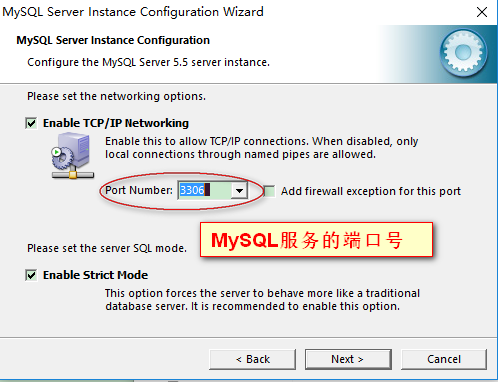 MySQL Server Instance Configuration Wizard
MySQL Server Instance Configuration
Configure the MySQL Server 5.5 server instance.
Please set the networking options.
Enable TCP/IP Networking
Enable this to allow TCP/IP connections. When disabled, only
local connections through named pipes are allowed.
Port Number: 3306 Add firewall exception for this port
MySQL服务的端口号
Please set the server SQL mode.
Enable Strict Mode
This option forces the server to behave more like a traditional
database server. It is recommended to enable this option.
< Back Next > Cancel